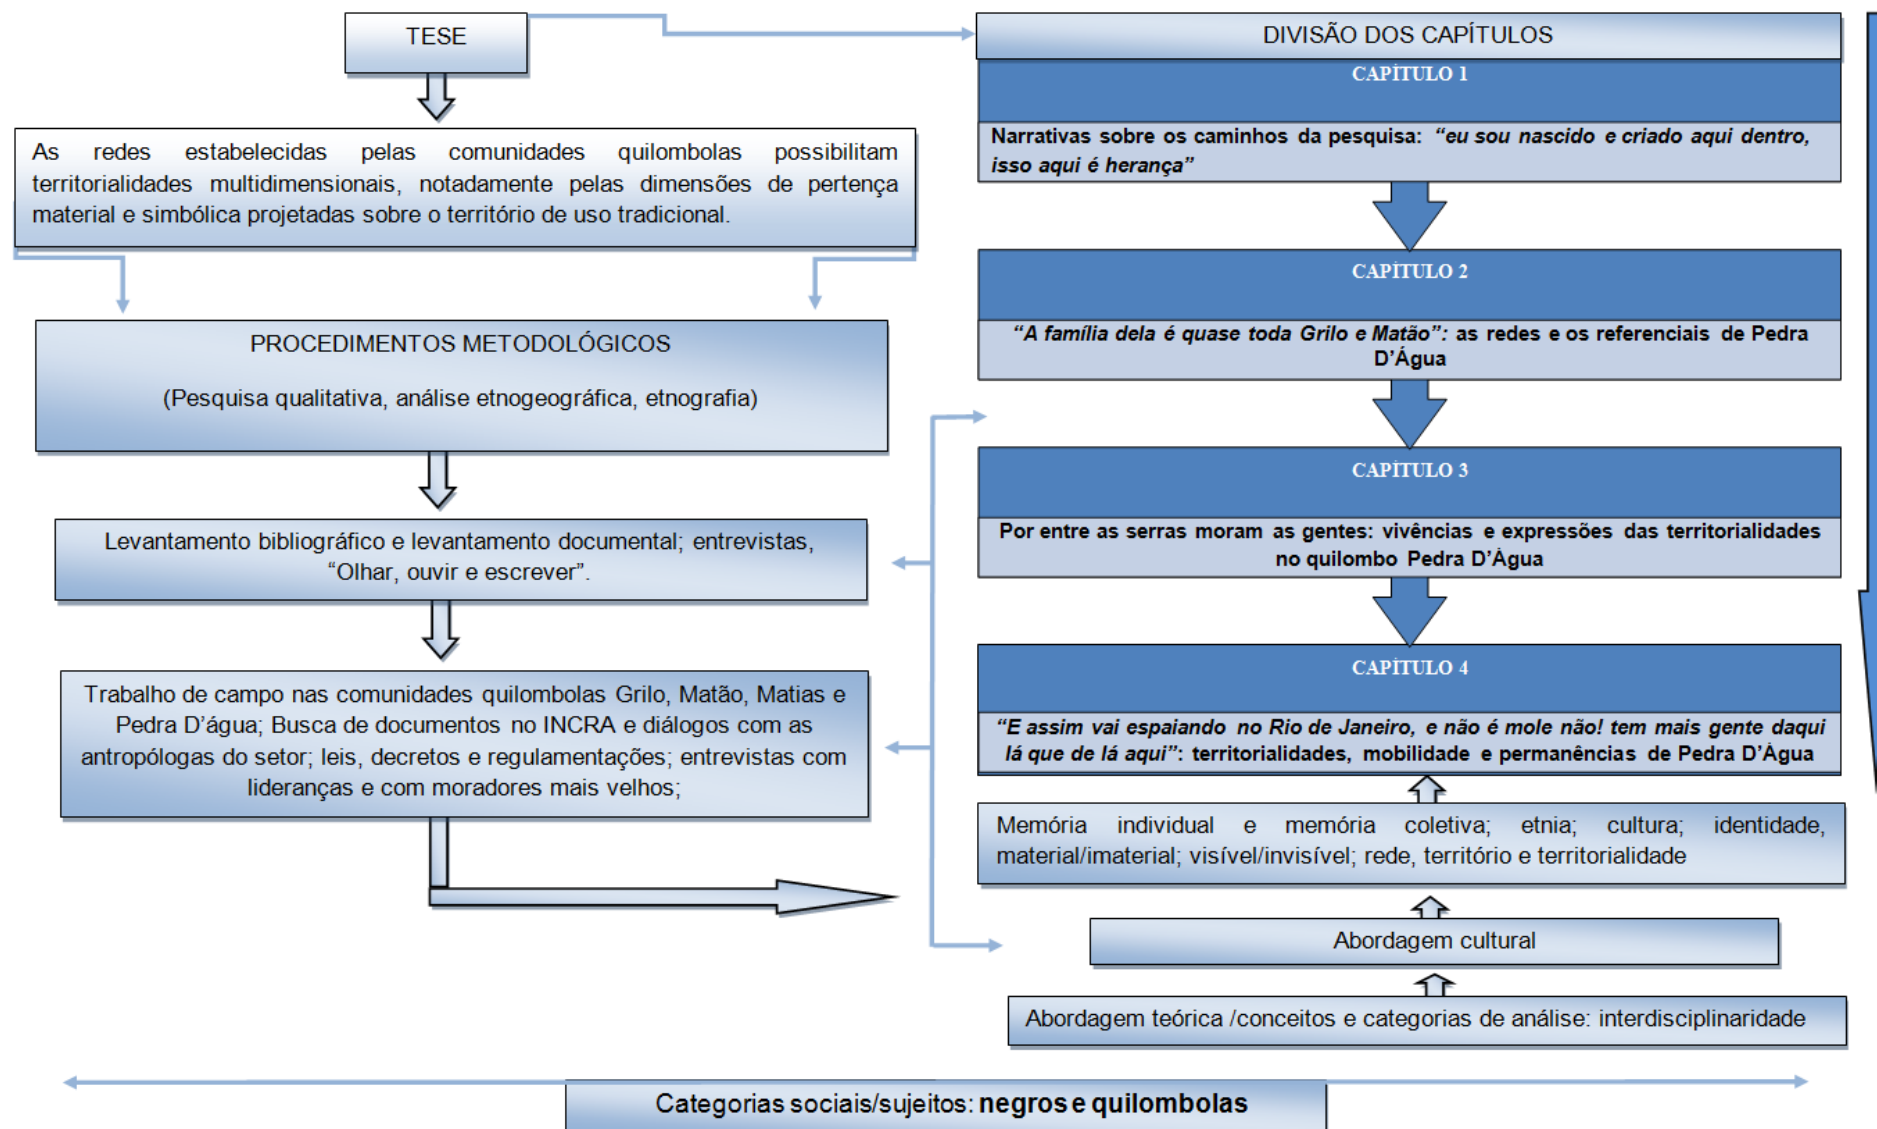 TESE
As redes estabelecidas pelas comunidades quilombolas possibilitam
territorialidades multidimensionais, notadamente pelas dimensões de pertença
material e simbólica projetadas sobre o território de uso tradicional.
PROCEDIMENTOS METODOLÓGICOS
(Pesquisa qualitativa, análise etnogeográfica, etnografia)
Levantamento bibliográfico e levantamento documental; entrevistas,
“Olhar, ouvir e escrever”.
Trabalho de campo nas comunidades quilombolas Grilo, Matão, Matias e
Pedra D’água; Busca de documentos no INCRA e diálogos com as
antropólogas do setor; leis, decretos e regulamentações; entrevistas com
lideranças e com moradores mais velhos;
DIVISÃO DOS CAPÍTULOS
CAPÍTULO 1
Narrativas sobre os caminhos da pesquisa: “eu sou nascido e criado aqui dentro,
isso aqui é herança”
CAPÍTULO 2
“A família dela é quase toda Grilo e Matão”: as redes e os referenciais de Pedra
D’Água
CAPÍTULO 3
Por entre as serras moram as gentes: vivências e expressões das territorialidades
no quilombo Pedra D’Água
CAPÍTULO 4
“E assim vai espaiando no Rio de Janeiro, e não é mole não! tem mais gente daqui
lá que de lá aqui”: territorialidades, mobilidade e permanências de Pedra D’Água
Memória individual e memória coletiva; etnia; cultura; identidade,
material/imaterial; visível/invisível; rede, território e territorialidade
Abordagem cultural
Abordagem teórica /conceitos e categorias de análise: interdisciplinaridade
Categorias sociais/sujeitos: negros e quilombolas